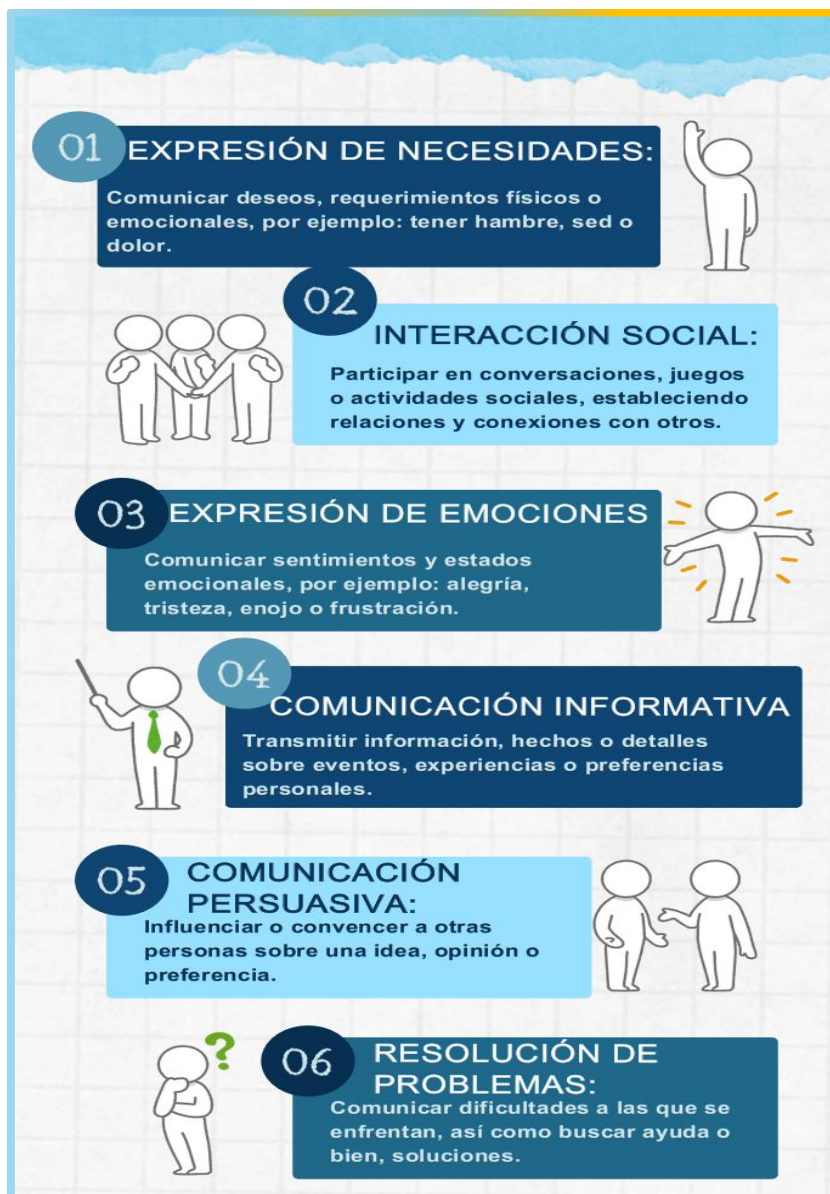 01
EXPRESIÓN DE NECESIDADES:
Comunicar deseos, requerimientos físicos o
emocionales, por ejemplo: tener hambre, sed o
dolor.
02
INTERACCIÓN SOCIAL:
Participar en conversaciones, juegos
o actividades sociales, estableciendo
relaciones y conexiones con otros.
03
EXPRESIÓN DE EMOCIONES
Comunicar sentimientos y estados
emocionales, por ejemplo: alegría,
tristeza, enojo o frustración.
04
COMUNICACIÓN INFORMATIVA
Transmitir información, hechos o detalles
sobre eventos, experiencias o preferencias
personales.
05
COMUNICACIÓN
PERSUASIVA:
Influenciar o convencer a otras
personas sobre una idea, opinión o
preferencia.
?
06
RESOLUCIÓN DE
PROBLEMAS:
Comunicar dificultades a las que se
enfrentan, así como buscar ayuda o
bien, soluciones.